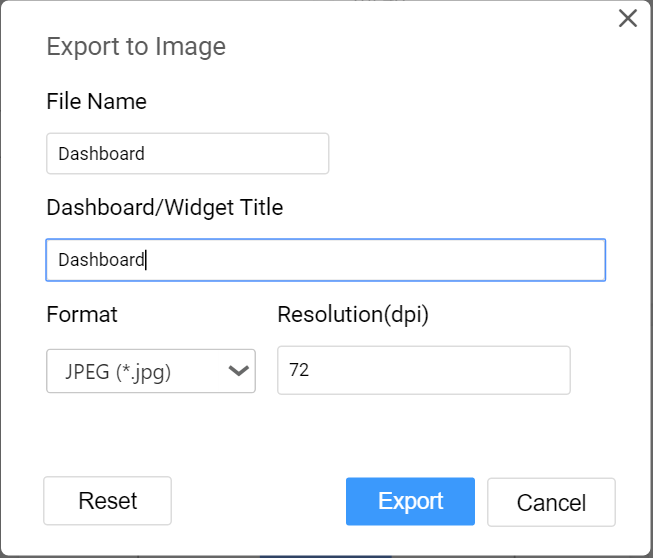 Export to Image
File Name
Dashboard
Dashboard/Widget Title
Dashboard
Format Resolution(dpi)
JPEG (*.jpg) 72
Reset Export Cancel